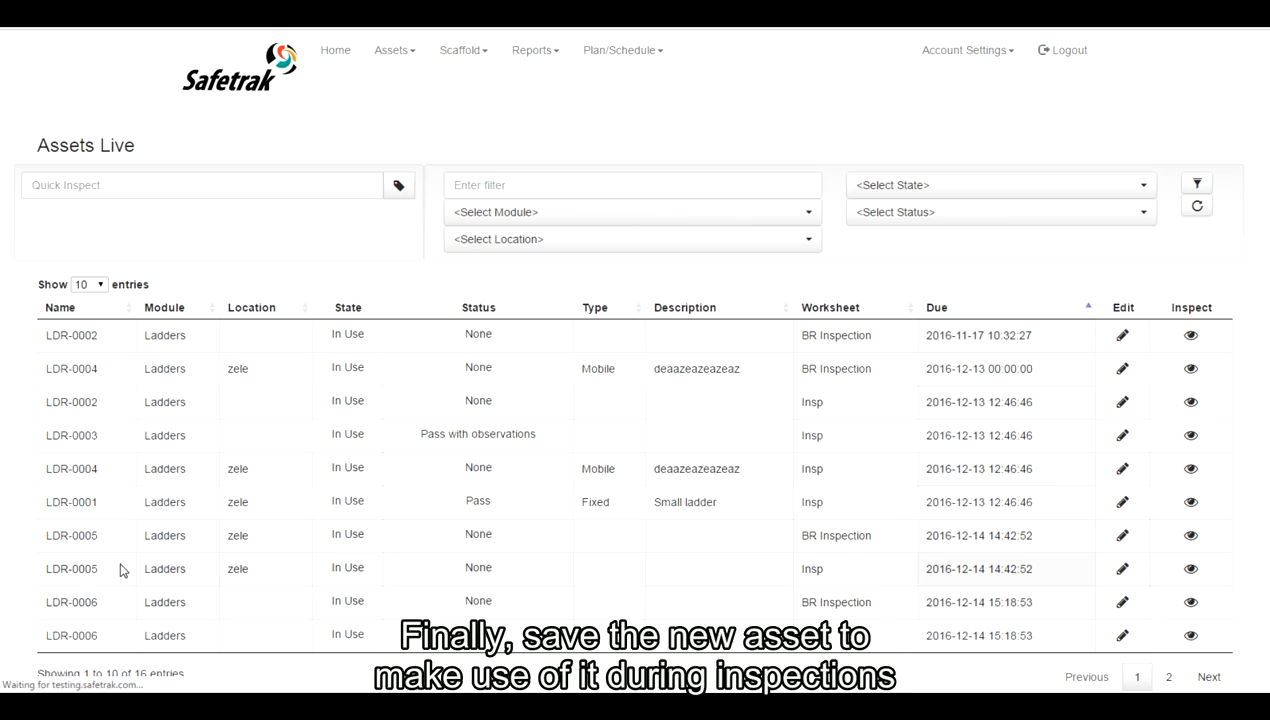 Safetrak
Home Assets Scaffold Reports Plan/Schedule Account Settings Logout
Assets Live
Quick Inspect Enter filter <Select State>
<Select Module> <Select Status>
<Select Location>
Show 10 entries
Name Module Location State Status Type Description Worksheet Due Edit Inspect
LDR-0002 Ladders In Use None BR Inspection 2016-11-17 10:32:27
LDR-0004 Ladders zele In Use None Mobile deaazeazeazeaz BR Inspection 2016-12-13 00:00:00
LDR-0002 Ladders In Use None Insp 2016-12-13 12:46:46
LDR-0003 Ladders In Use Pass with observations Insp 2016-12-13 12:46:46
LDR-0004 Ladders zele In Use None Mobile deaazeazeazeaz Insp 2016-12-13 12:46:46
LDR-0001 Ladders zele In Use Pass Fixed Small ladder Insp 2016-12-13 12:46:46
LDR-0005 Ladders zele In Use None BR Inspection 2016-12-14 14:42:52
LDR-0005 Ladders zele In Use None Insp 2016-12-14 14:42:52
LDR-0006 Ladders In Use None BR Inspection 2016-12-14 15:18:53
LDR-0006 Ladders In Use 2016-12-14 15:18:53
Finally, save the new asset to
make use of it during inspections
Showing 1 to 10 of 16 entries Previous 1 2 Next
Waiting for testing.safetrak.com...